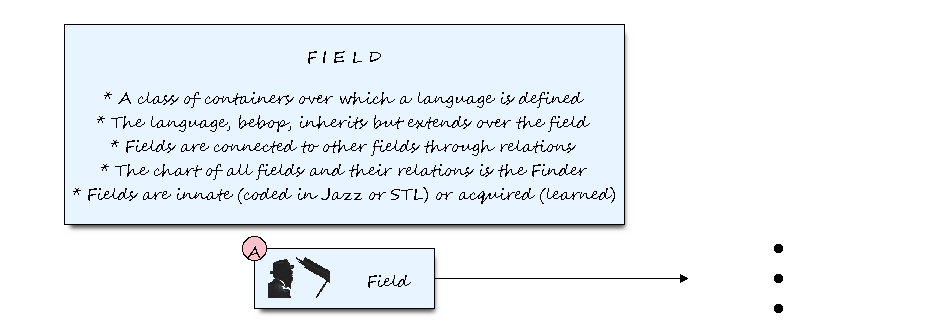 FIELD
* A class of containers over which a language is defined
* The language, bebop, inherits but extends over the field
* Fields are connected to other fields through relations
* The chart of all fields and their relations is the Finder
* Fields are innate (coded in Jazz or STL) or acquired (learned)
A
Field